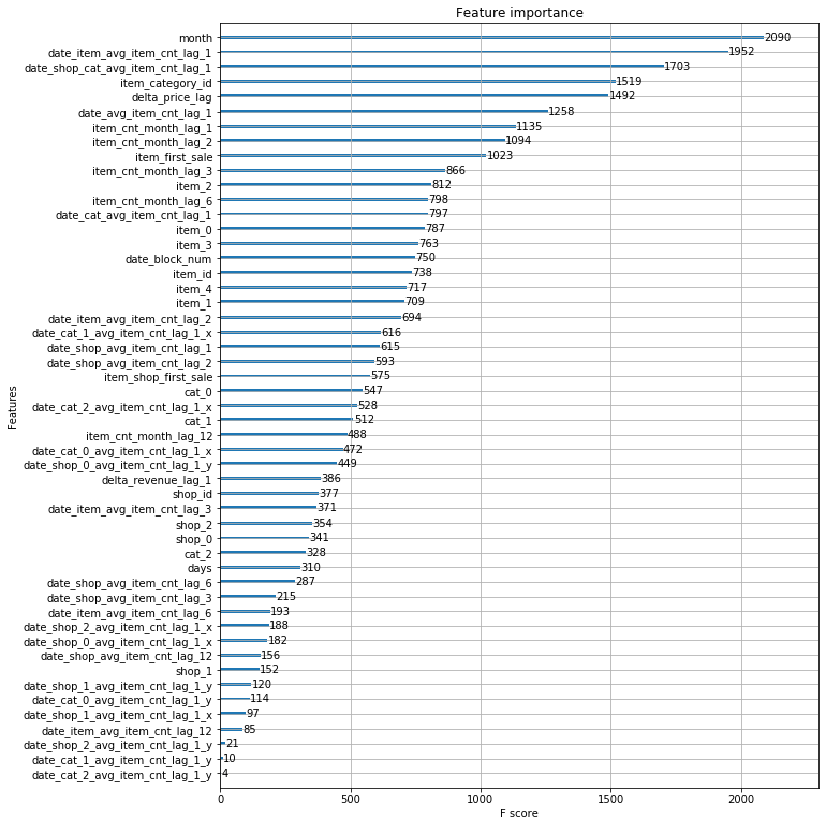 Feature importance
month 2090
date_item_avg_item_cnt_lag_1 1952
date_shop_cat_avg_item_cnt_lag_1 1703
item_category_id 1519
delta_price_lag 1492
date_avg_item_cnt_lag_1 1258
item_cnt_month_lag_1 1135
item_cnt_month_lag_2 1094
item_first_sale 1023
item_cnt_month_lag_3 866
item_2 812
item_cnt_month_lag_6 798
date_cat_avg_item_cnt_lag_1 797
item_0 787
item_3 763
date_block_num 750
item_id 738
item_4 717
item_1 709
date_item_avg_item_cnt_lag_2 694
date_cat_1_avg_item_cnt_lag_1_x 616
date_shop_avg_item_cnt_lag_1 615
date_shop_avg_item_cnt_lag_2 593
item_shop_first_sale 575
cat_0 547
date_cat_2_avg_item_cnt_lag_1_x 528
cat_1 512
item_cnt_month_lag_12 488
date_cat_0_avg_item_cnt_lag_1_x 472
date_shop_0_avg_item_cnt_lag_1_y 449
delta_revenue_lag_1 386
shop_id 377
date_item_avg_item_cnt_lag_3 371
shop_2 354
shop_0 341
cat_2 328
days 310
date_shop_avg_item_cnt_lag_6 287
date_shop_avg_item_cnt_lag_3 215
date_item_avg_item_cnt_lag_6 193
date_shop_2_avg_item_cnt_lag_1_x 188
date_shop_0_avg_item_cnt_lag_1_x 182
date_shop_avg_item_cnt_lag_12 156
shop_1 152
date_shop_1_avg_item_cnt_lag_1_y 120
date_cat_0_avg_item_cnt_lag_1_y 114
date_shop_1_avg_item_cnt_lag_1_x 97
date_item_avg_item_cnt_lag_12 85
date_shop_2_avg_item_cnt_lag_1_y 21
date_cat_1_avg_item_cnt_lag_1_y 10
date_cat_2_avg_item_cnt_lag_1_y 4
Features
0 500 1000 1500 2000
F score